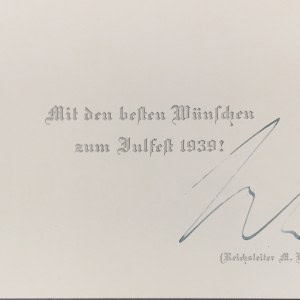 Mit den beſten Wünſchen
zum Julfeſt 1939!
(Reichsleiter M.